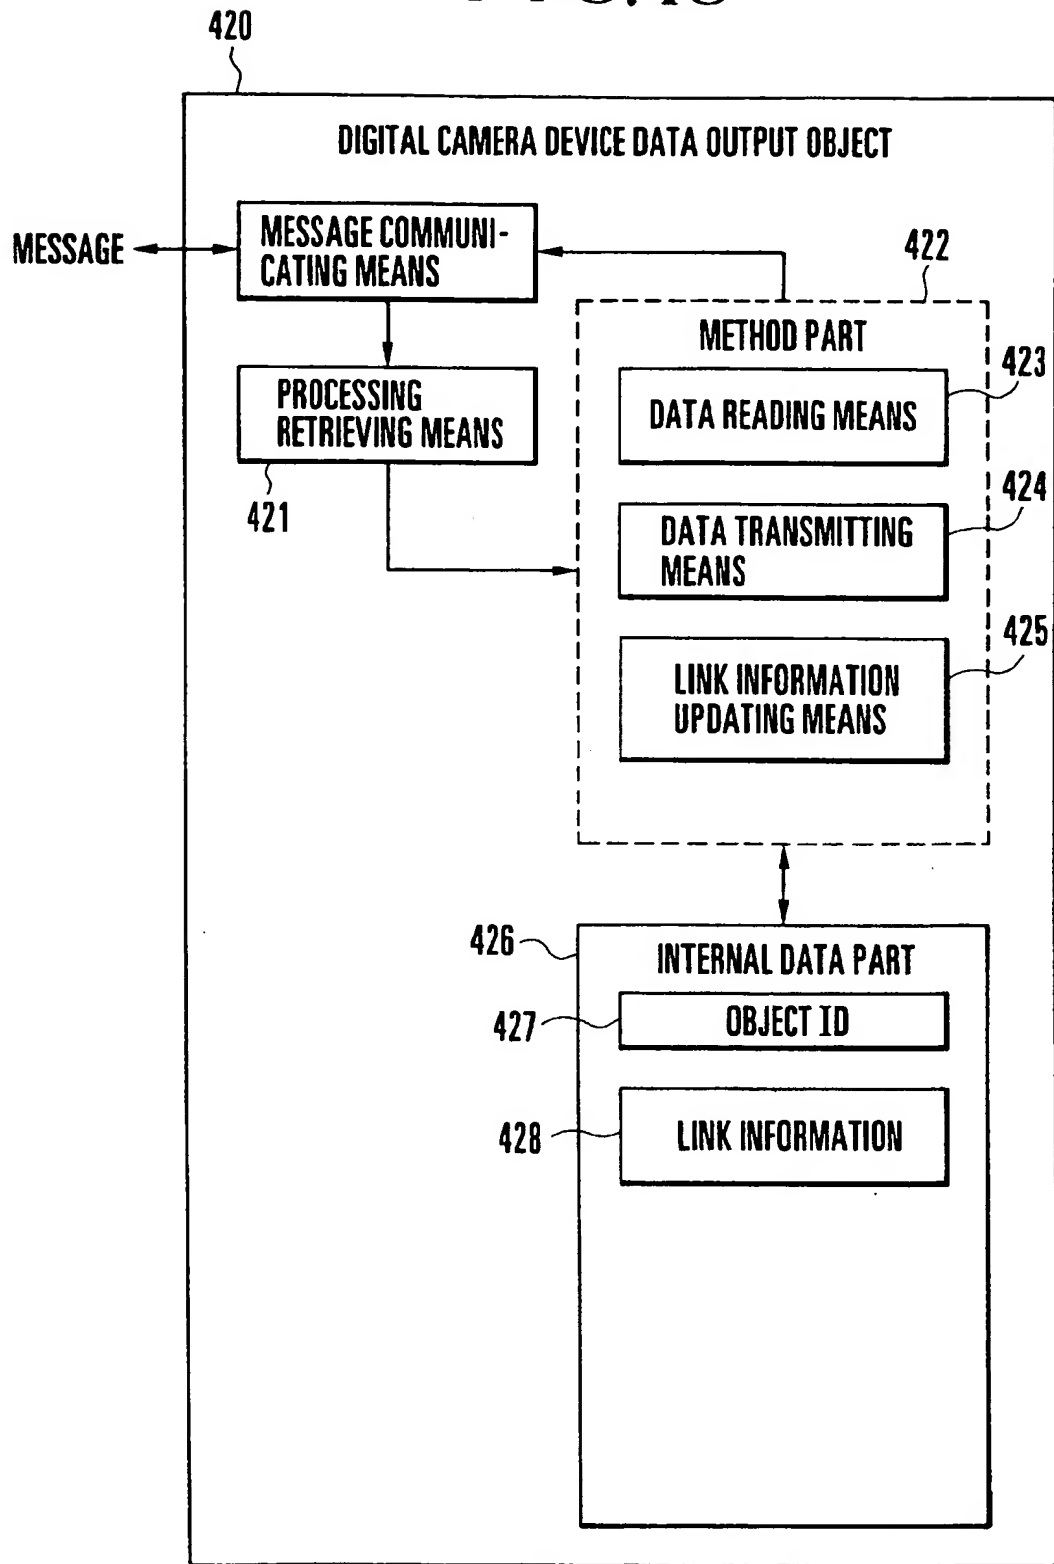 420
DIGITAL CAMERA DEVICE DATA OUTPUT OBJECT
MESSAGE
MESSAGE COMMUNI-
CATING MEANS
422
METHOD PART
PROCESSING
RETRIEVING MEANS
421
423
DATA READING MEANS
424
DATA TRANSMITTING
MEANS
425
LINK INFORMATION
UPDATING MEANS
426
INTERNAL DATA PART
427
OBJECT ID
428
LINK INFORMATION